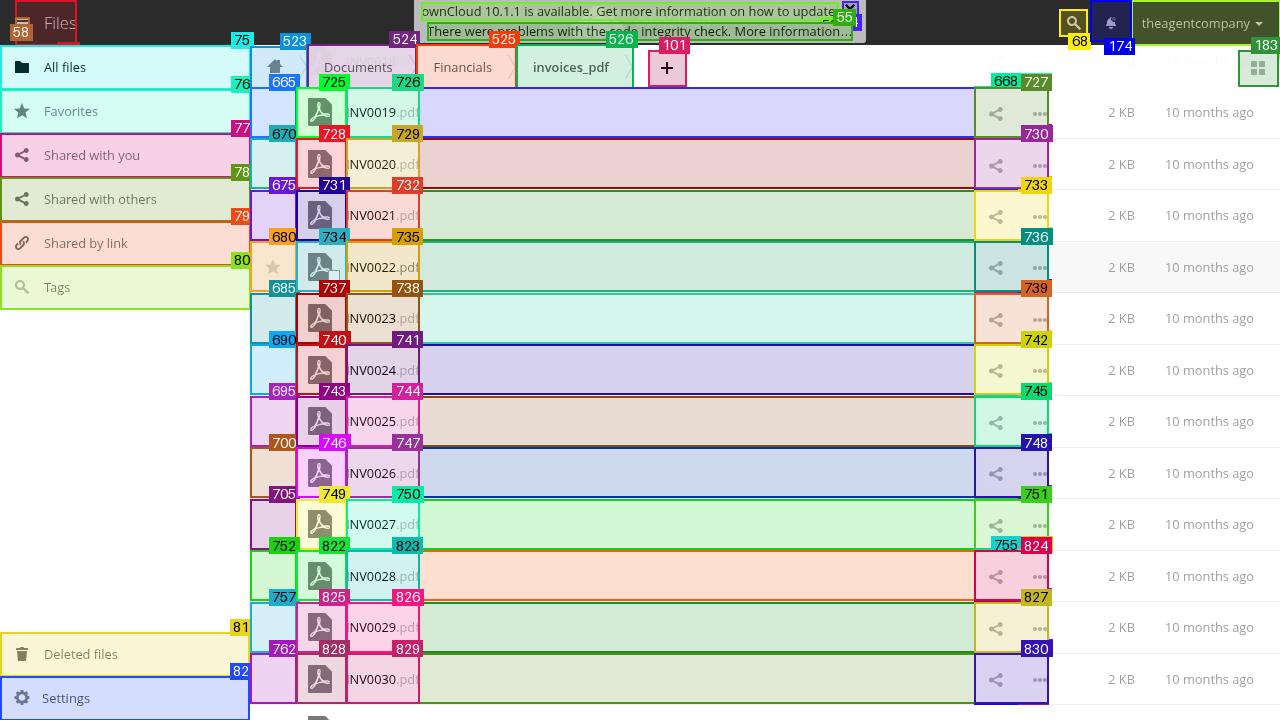 ownCloud 10.1.1 is available. Get more information on how to update
55
58
Files
There were problems with the code integrity check. More information…
68
174
theagentcompany
75
523
524
525
526
101
183
All files
Documents
Financials
invoices_pdf
+
76
665
725
726
668
727
Favorites
INV0019.pdf
2 KB
10 months ago
77
670
728
729
730
Shared with you
INV0020.pdf
2 KB
10 months ago
78
675
731
732
733
Shared with others
INV0021.pdf
2 KB
10 months ago
79
680
734
735
736
Shared by link
INV0022.pdf
2 KB
10 months ago
80
685
737
738
739
Tags
INV0023.pdf
2 KB
10 months ago
690
740
741
742
INV0024.pdf
2 KB
10 months ago
695
743
744
745
INV0025.pdf
2 KB
10 months ago
700
746
747
748
INV0026.pdf
2 KB
10 months ago
705
749
750
751
INV0027.pdf
2 KB
10 months ago
752
822
823
755
824
INV0028.pdf
2 KB
10 months ago
757
825
826
827
INV0029.pdf
2 KB
10 months ago
81
762
828
829
830
Deleted files
INV0030.pdf
2 KB
10 months ago
82
Settings